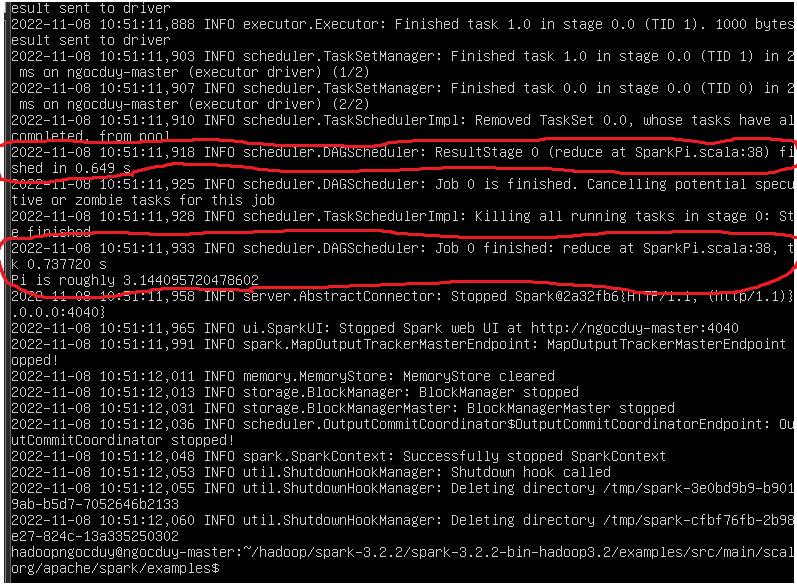 esult sent to driver
2022-11-08 10:51:11,888 INFO executor.Executor: Finished task 1.0 in stage 0.0 (TID 1). 1000 bytes
esult sent to driver
2022-11-08 10:51:11,903 INFO scheduler.TaskSetManager: Finished task 1.0 in stage 0.0 (TID 1) in 2
 ms on ngocduy-master (executor driver) (1/2)
2022-11-08 10:51:11,907 INFO scheduler.TaskSetManager: Finished task 0.0 in stage 0.0 (TID 0) in 2
 ms on ngocduy-master (executor driver) (2/2)
2022-11-08 10:51:11,910 INFO scheduler.TaskSchedulerImpl: Removed TaskSet 0.0, whose tasks have al
completed, from pool
2022-11-08 10:51:11,918 INFO scheduler.DAGScheduler: ResultStage 0 (reduce at SparkPi.scala:38) fi
shed in 0.649 s
2022-11-08 10:51:11,925 INFO scheduler.DAGScheduler: Job 0 is finished. Cancelling potential specu
tive or zombie tasks for this job
2022-11-08 10:51:11,928 INFO scheduler.TaskSchedulerImpl: Killing all running tasks in stage 0: St
e finished
2022-11-08 10:51:11,933 INFO scheduler.DAGScheduler: Job 0 finished: reduce at SparkPi.scala:38, t
k 0.737720 s
Pi is roughly 3.144095720478602
2022-11-08 10:51:11,958 INFO server.AbstractConnector: Stopped Spark@2a32fb6{HTTP/1.1, (http/1.1)}
.0.0.0:4040}
2022-11-08 10:51:11,965 INFO ui.SparkUI: Stopped Spark web UI at http://ngocduy-master:4040
2022-11-08 10:51:11,991 INFO spark.MapOutputTrackerMasterEndpoint: MapOutputTrackerMasterEndpoint
opped!
2022-11-08 10:51:12,011 INFO memory.MemoryStore: MemoryStore cleared
2022-11-08 10:51:12,013 INFO storage.BlockManager: BlockManager stopped
2022-11-08 10:51:12,031 INFO storage.BlockManagerMaster: BlockManagerMaster stopped
2022-11-08 10:51:12,036 INFO scheduler.OutputCommitCoordinator$OutputCommitCoordinatorEndpoint: Ou
utCommitCoordinator stopped!
2022-11-08 10:51:12,048 INFO spark.SparkContext: Successfully stopped SparkContext
2022-11-08 10:51:12,053 INFO util.ShutdownHookManager: Shutdown hook called
2022-11-08 10:51:12,055 INFO util.ShutdownHookManager: Deleting directory /tmp/spark-3e0bd9b9-b901
9ab-b5d7-7052646b2133
2022-11-08 10:51:12,060 INFO util.ShutdownHookManager: Deleting directory /tmp/spark-cfbf76fb-2b98
e27-824c-13a335250302
hadoopngocduy@ngocduy-master:~/hadoop/spark-3.2.2/spark-3.2.2-bin-hadoop3.2/examples/src/main/scal
org/apache/spark/examples$